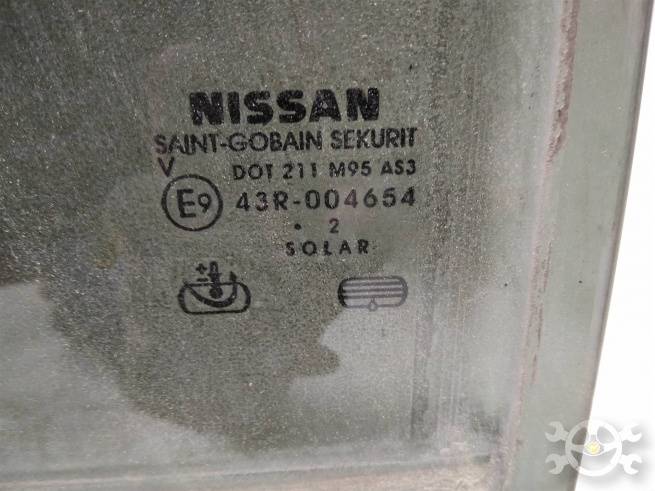 NISSAN
SAINT-GOBAIN SEKURIT
V
DOT 211 M95 AS3
E9 43R-004654
. 2
SOLAR